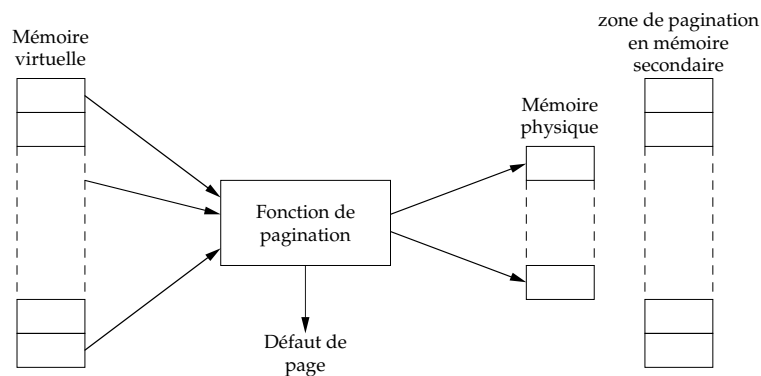 Mémoire
virtuelle
zone de pagination
en mémoire
secondaire
Mémoire
physique
Fonction de
pagination
Défaut de
page